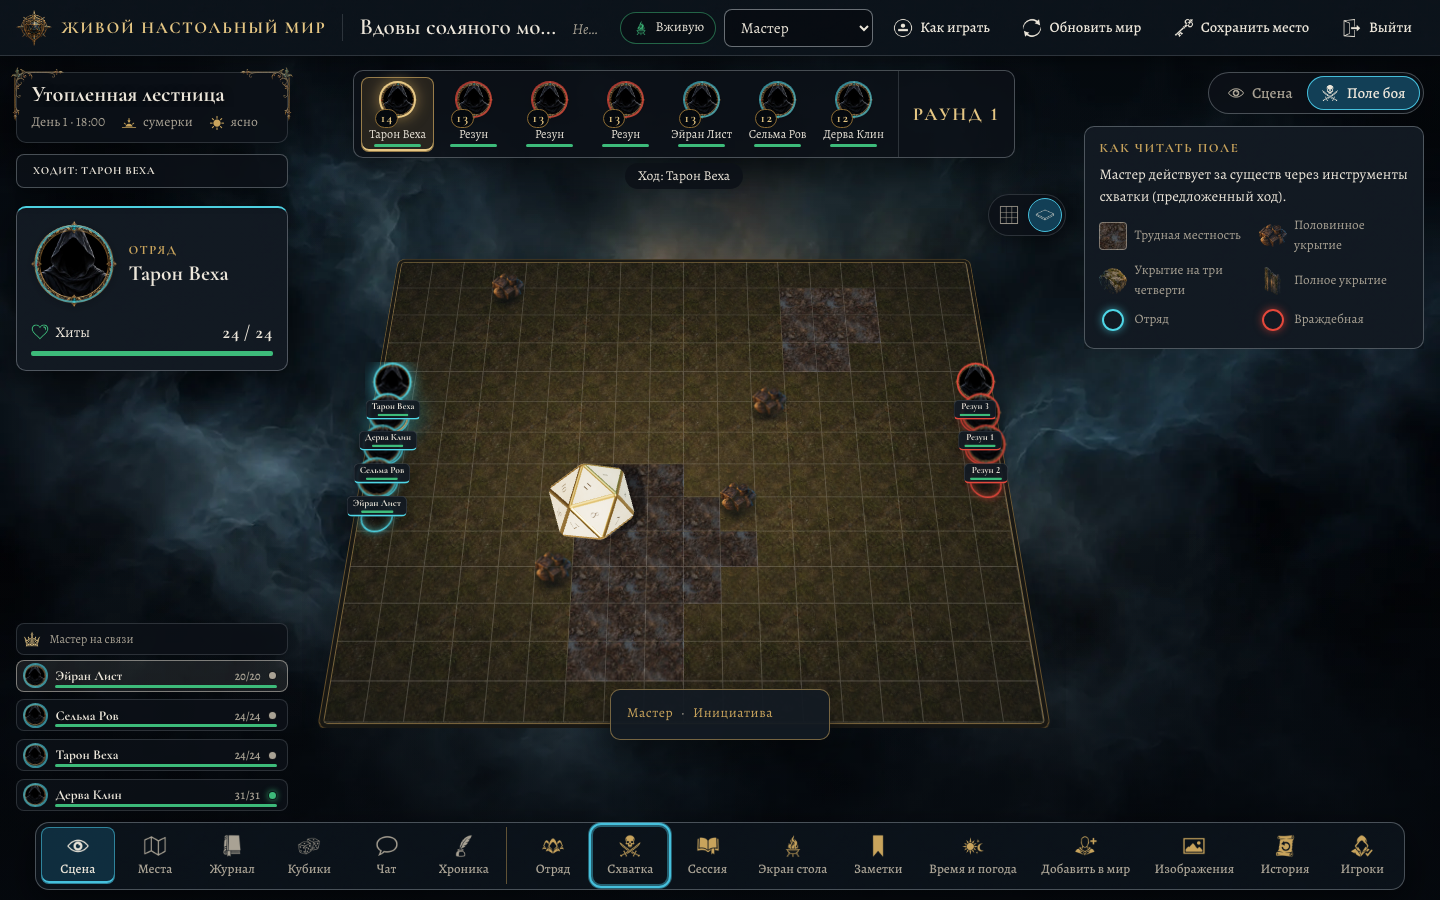 ЖИВОЙ НАСТОЛЬНЫЙ МИР
Вдовы соляного мо...
Не...
Вживую
Мастер
Как играть
Обновить мир
Сохранить место
Выйти
Утопленная лестница
День 1 · 18:00
сумерки
ясно
ХОДИТ: ТАРОН ВЕХА
ОТРЯД
Тарон Веха
Хиты
24 / 24
14
Тарон Веха
13
Резун
13
Резун
13
Резун
13
Эйран Лист
12
Сельма Ров
12
Дерва Клин
РАУНД 1
Ход: Тарон Веха
Сцена
Поле боя
КАК ЧИТАТЬ ПОЛЕ
Мастер действует за существ через инструменты
схватки (предложенный ход).
Трудная местность
Половинное
укрытие
Укрытие на три
четверти
Полное укрытие
Отряд
Враждебная
Тарон Веха
Дерва Клин
Сельма Ров
Эйран Лист
Резун 3
Резун 1
Резун 2
Мастер · Инициатива
Мастер на связи
Эйран Лист
20/20
Сельма Ров
24/24
Тарон Веха
24/24
Дерва Клин
31/31
Сцена
Места
Журнал
Кубики
Чат
Хроника
Отряд
Схватка
Сессия
Экран стола
Заметки
Время и погода
Добавить в мир
Изображения
История
Игроки